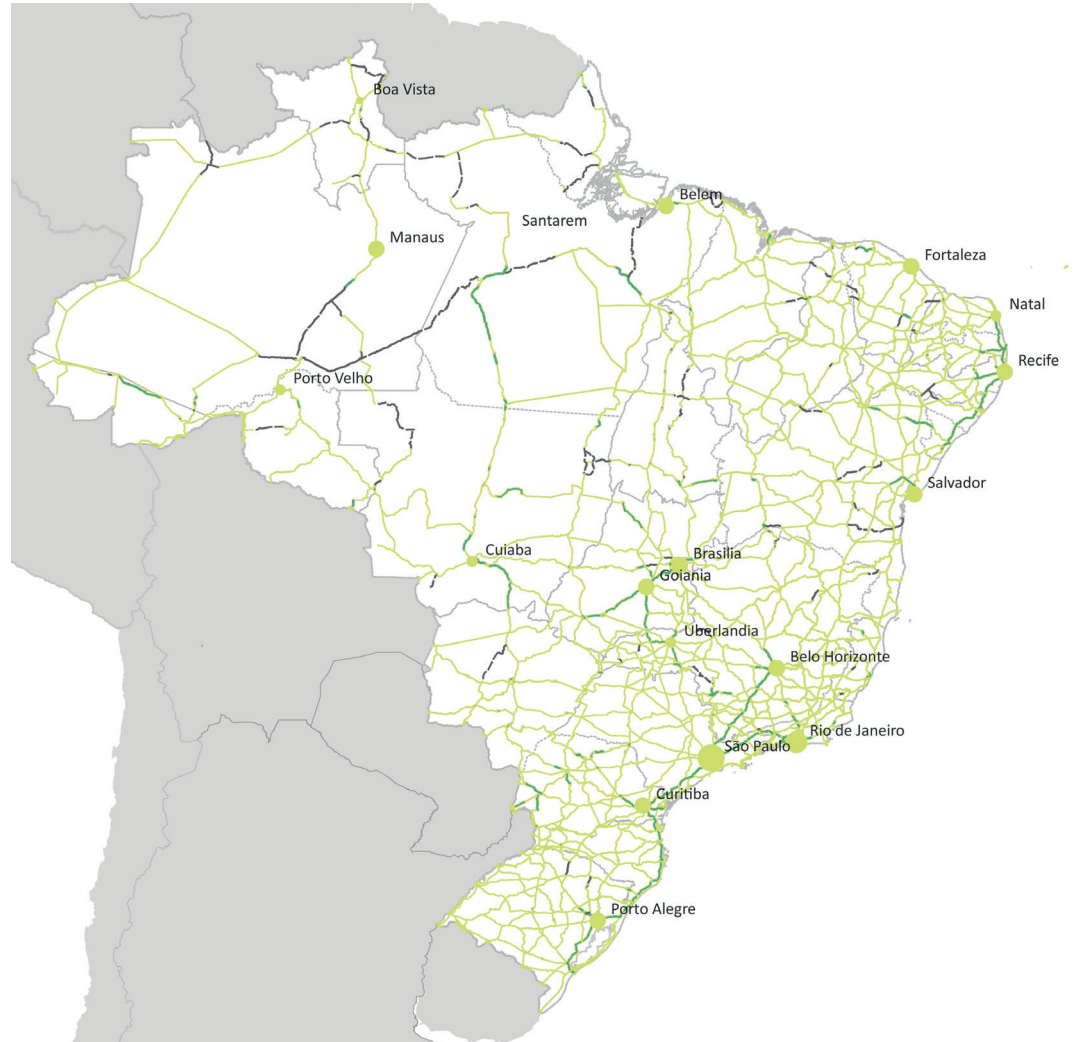 Boa Vista
Belem
Santarem
Manaus
Fortaleza
Natal
Recife
Porto Velho
Salvador
Cuiaba
Brasilia
Goiania
Uberlandia
Belo Horizonte
Rio de Janeiro
São Paulo
Curitiba
Porto Alegre